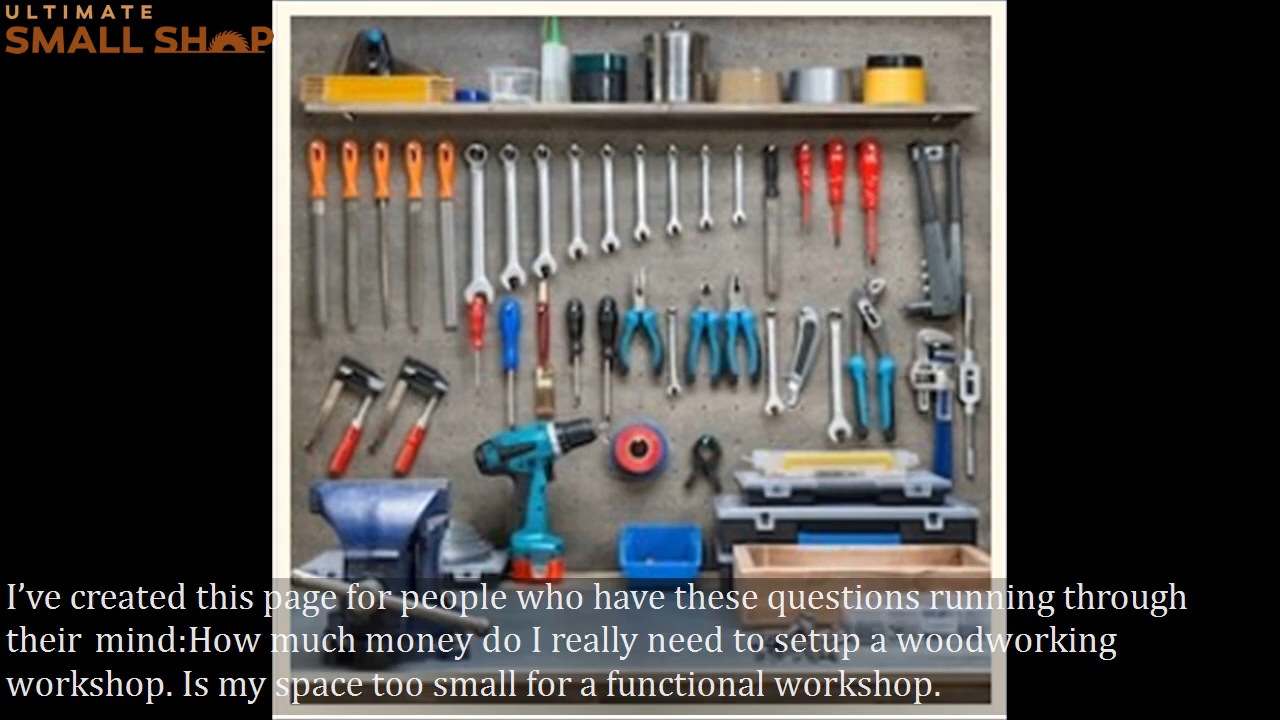 ULTIMATE
SMALL SHOP
I’ve created this page for people who have these questions running through
their mind:How much money do I really need to setup a woodworking
workshop. Is my space too small for a functional workshop.